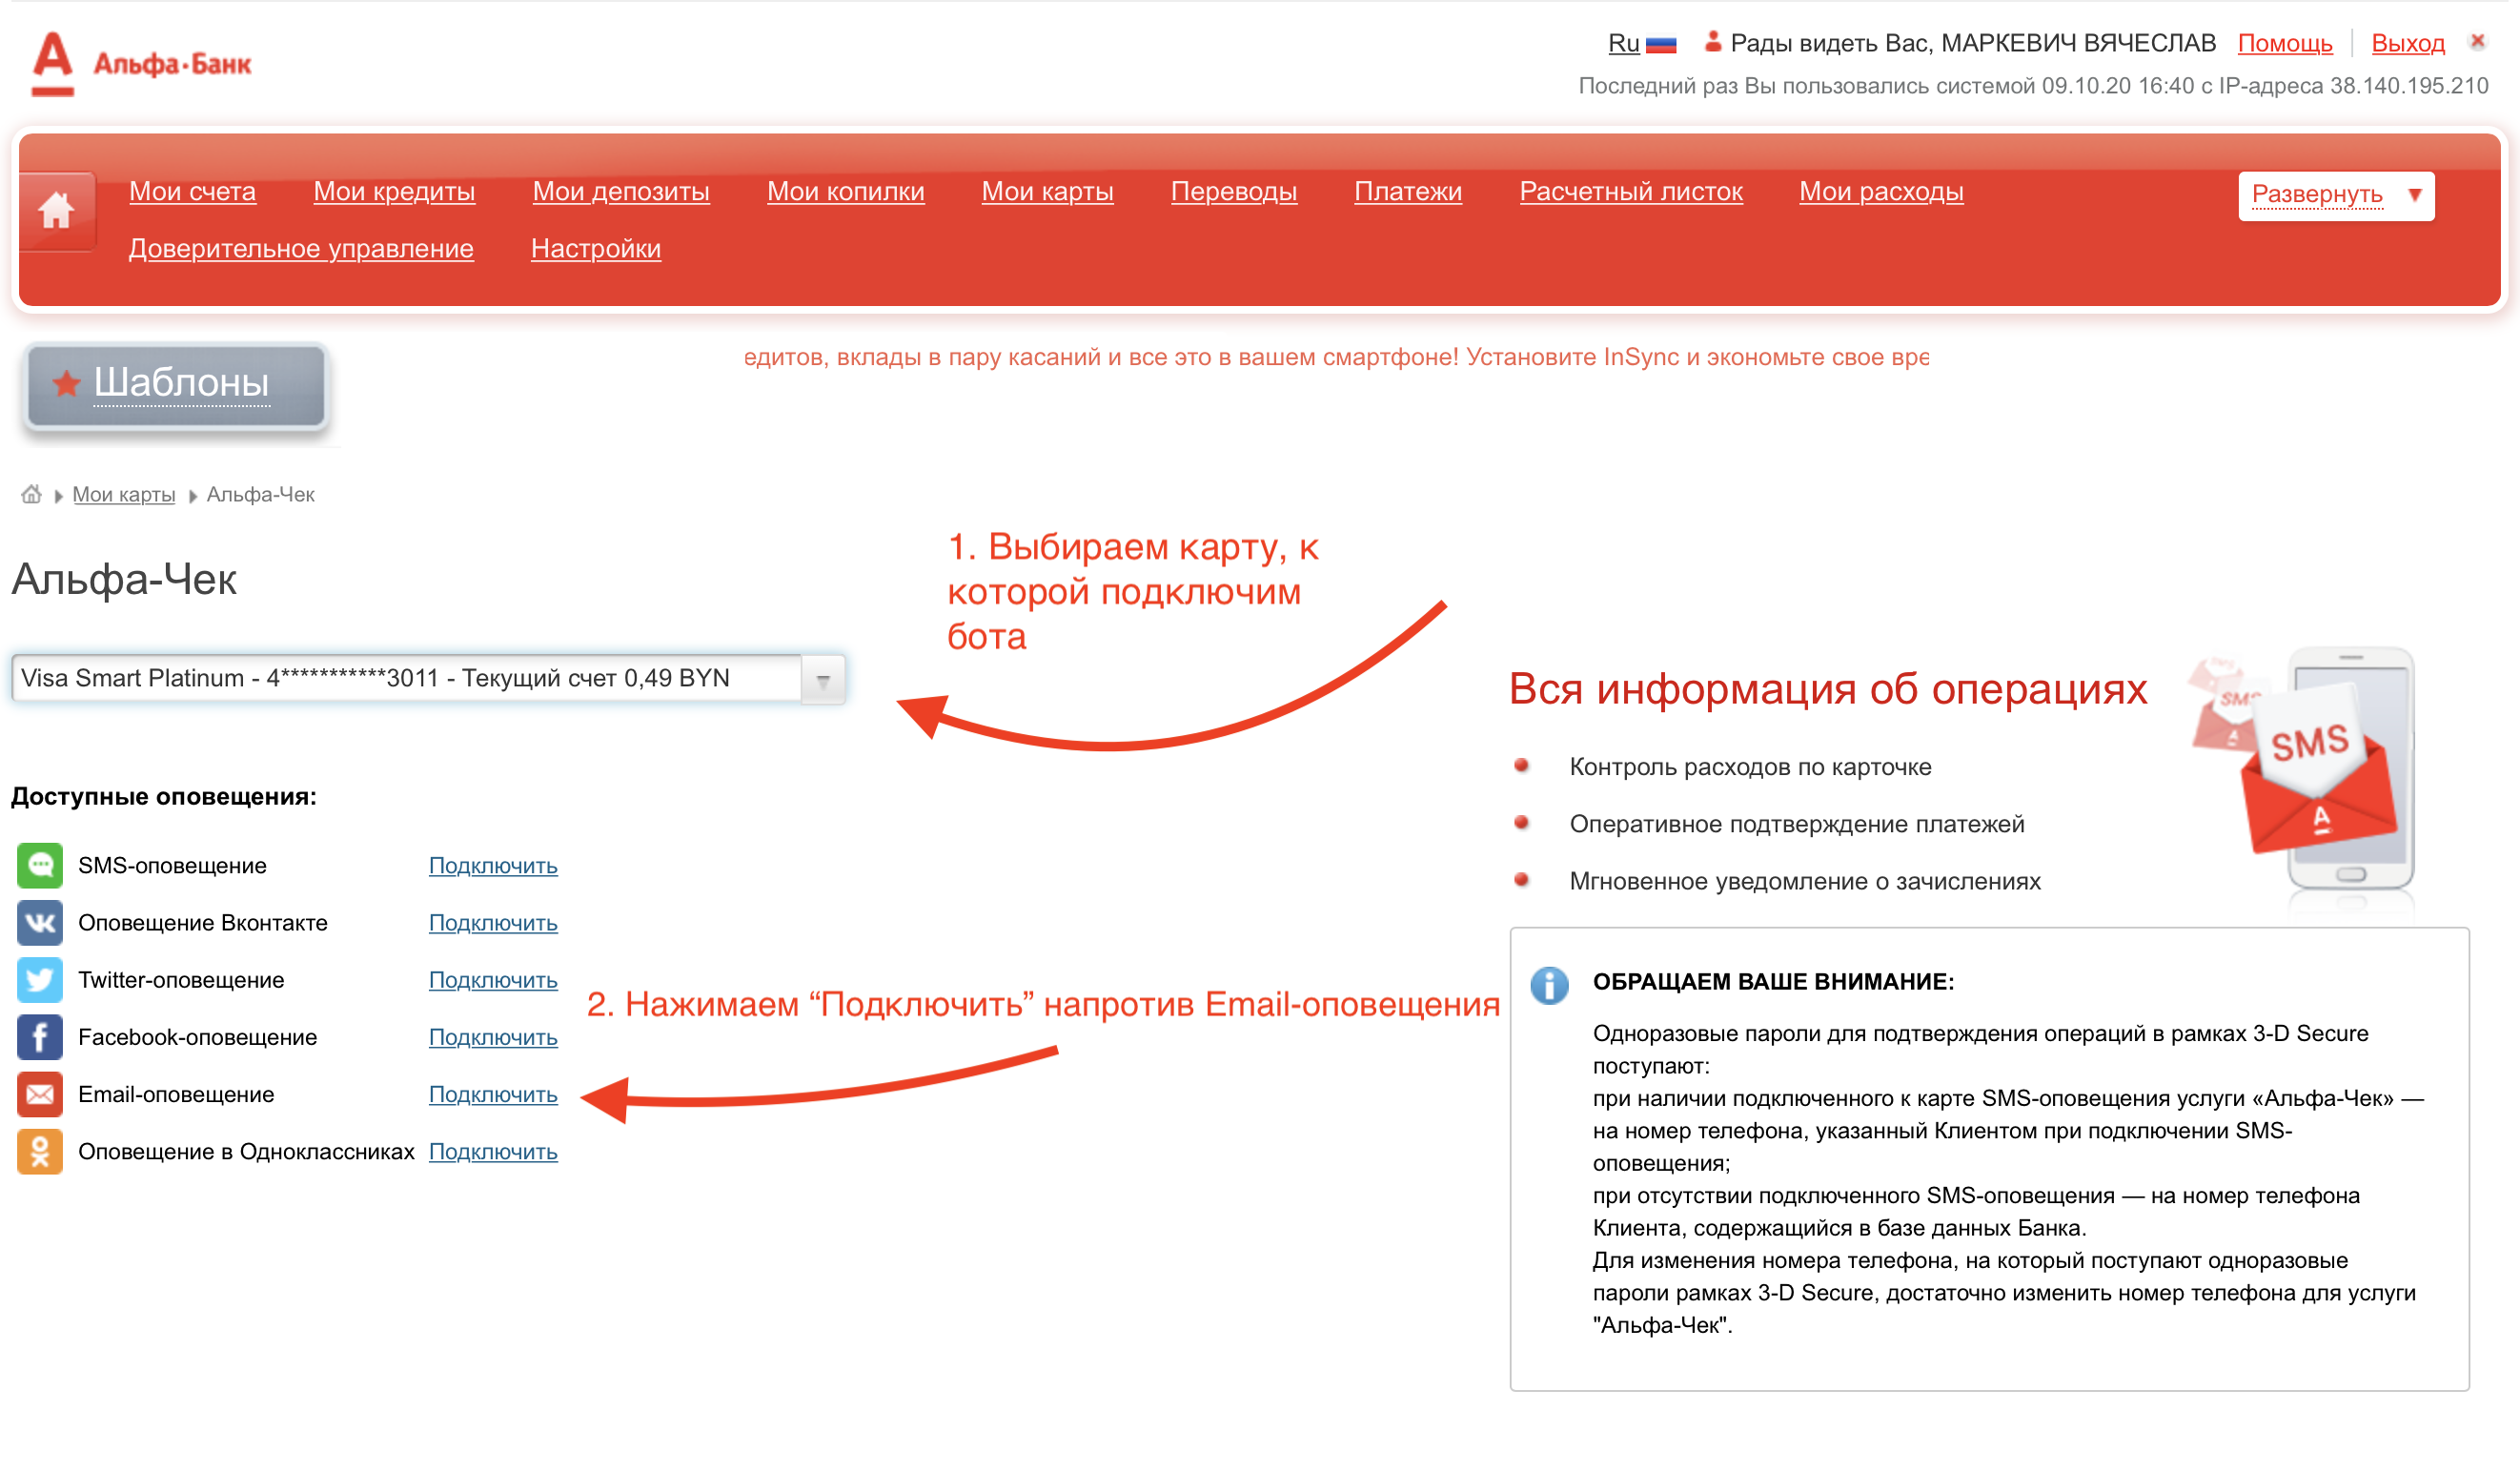 Альфа·Банк
Ru Рады видеть Вас, МАРКЕВИЧ ВЯЧЕСЛАВ Помощь Выход
Последний раз Вы пользовались системой 09.10.20 16:40 с IP-адреса 38.140.195.210
Мои счета Мои кредиты Мои депозиты Мои копилки Мои карты Переводы Платежи Расчетный листок Мои расходы Развернуть
Доверительное управление Настройки
Шаблоны
едитов, вклады в пару касаний и все это в вашем смартфоне! Установите InSync и экономьте свое вре
Мои карты Альфа-Чек
Альфа-Чек
1. Выбираем карту, к
которой подключим
бота
Visa Smart Platinum - 4***********3011 - Текущий счет 0,49 BYN
Доступные оповещения:
SMS-оповещение Подключить
Оповещение Вконтакте Подключить
Twitter-оповещение Подключить
Facebook-оповещение Подключить
Email-оповещение Подключить
Оповещение в Одноклассниках Подключить
2. Нажимаем “Подключить” напротив Email-оповещения
Вся информация об операциях
Контроль расходов по карточке
Оперативное подтверждение платежей
Мгновенное уведомление о зачислениях
SMS
SMS
SMS
ОБРАЩАЕМ ВАШЕ ВНИМАНИЕ:
Одноразовые пароли для подтверждения операций в рамках 3-D Secure
поступают:
при наличии подключенного к карте SMS-оповещения услуги «Альфа-Чек» —
на номер телефона, указанный Клиентом при подключении SMS-
оповещения;
при отсутствии подключенного SMS-оповещения — на номер телефона
Клиента, содержащийся в базе данных Банка.
Для изменения номера телефона, на который поступают одноразовые
пароли рамках 3-D Secure, достаточно изменить номер телефона для услуги
"Альфа-Чек".